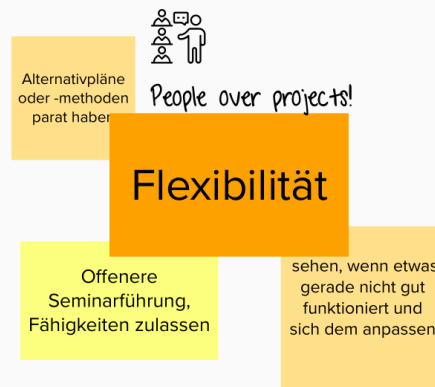 People over projects!
Alternativpläne
oder -methoden
parat haben
Flexibilität
Offenere
Seminarführung,
Fähigkeiten zulassen
sehen, wenn etwas
gerade nicht gut
funktioniert und
sich dem anpassen